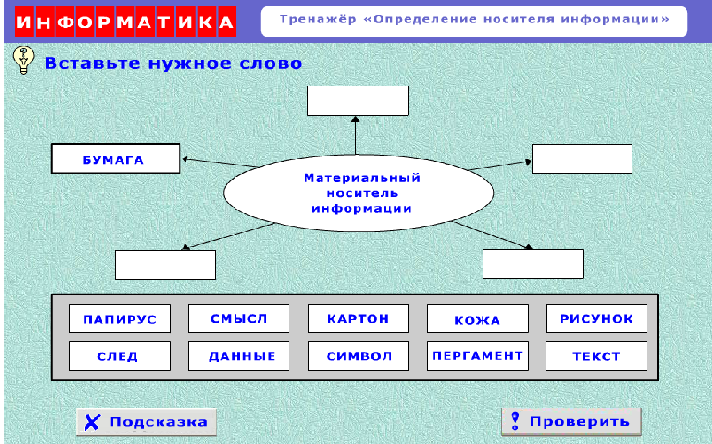 ИНФОРМАТИКА
Тренажёр «Определение носителя информации»
Вставьте нужное слово
БУМАГА
Материальный
носитель
информации
ПАПИРУС СМЫСЛ КАРТОН КОЖА РИСУНОК
СЛЕД ДАННЫЕ СИМВОЛ ПЕРГАМЕНТ ТЕКСТ
Подсказка Проверить